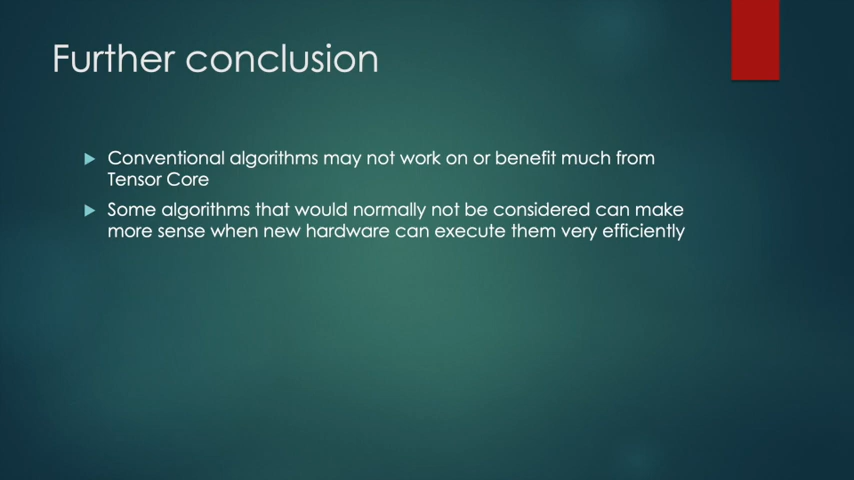 Further conclusion
Conventional algorithms may not work on or benefit much from
Tensor Core
Some algorithms that would normally not be considered can make
more sense when new hardware can execute them very efficiently